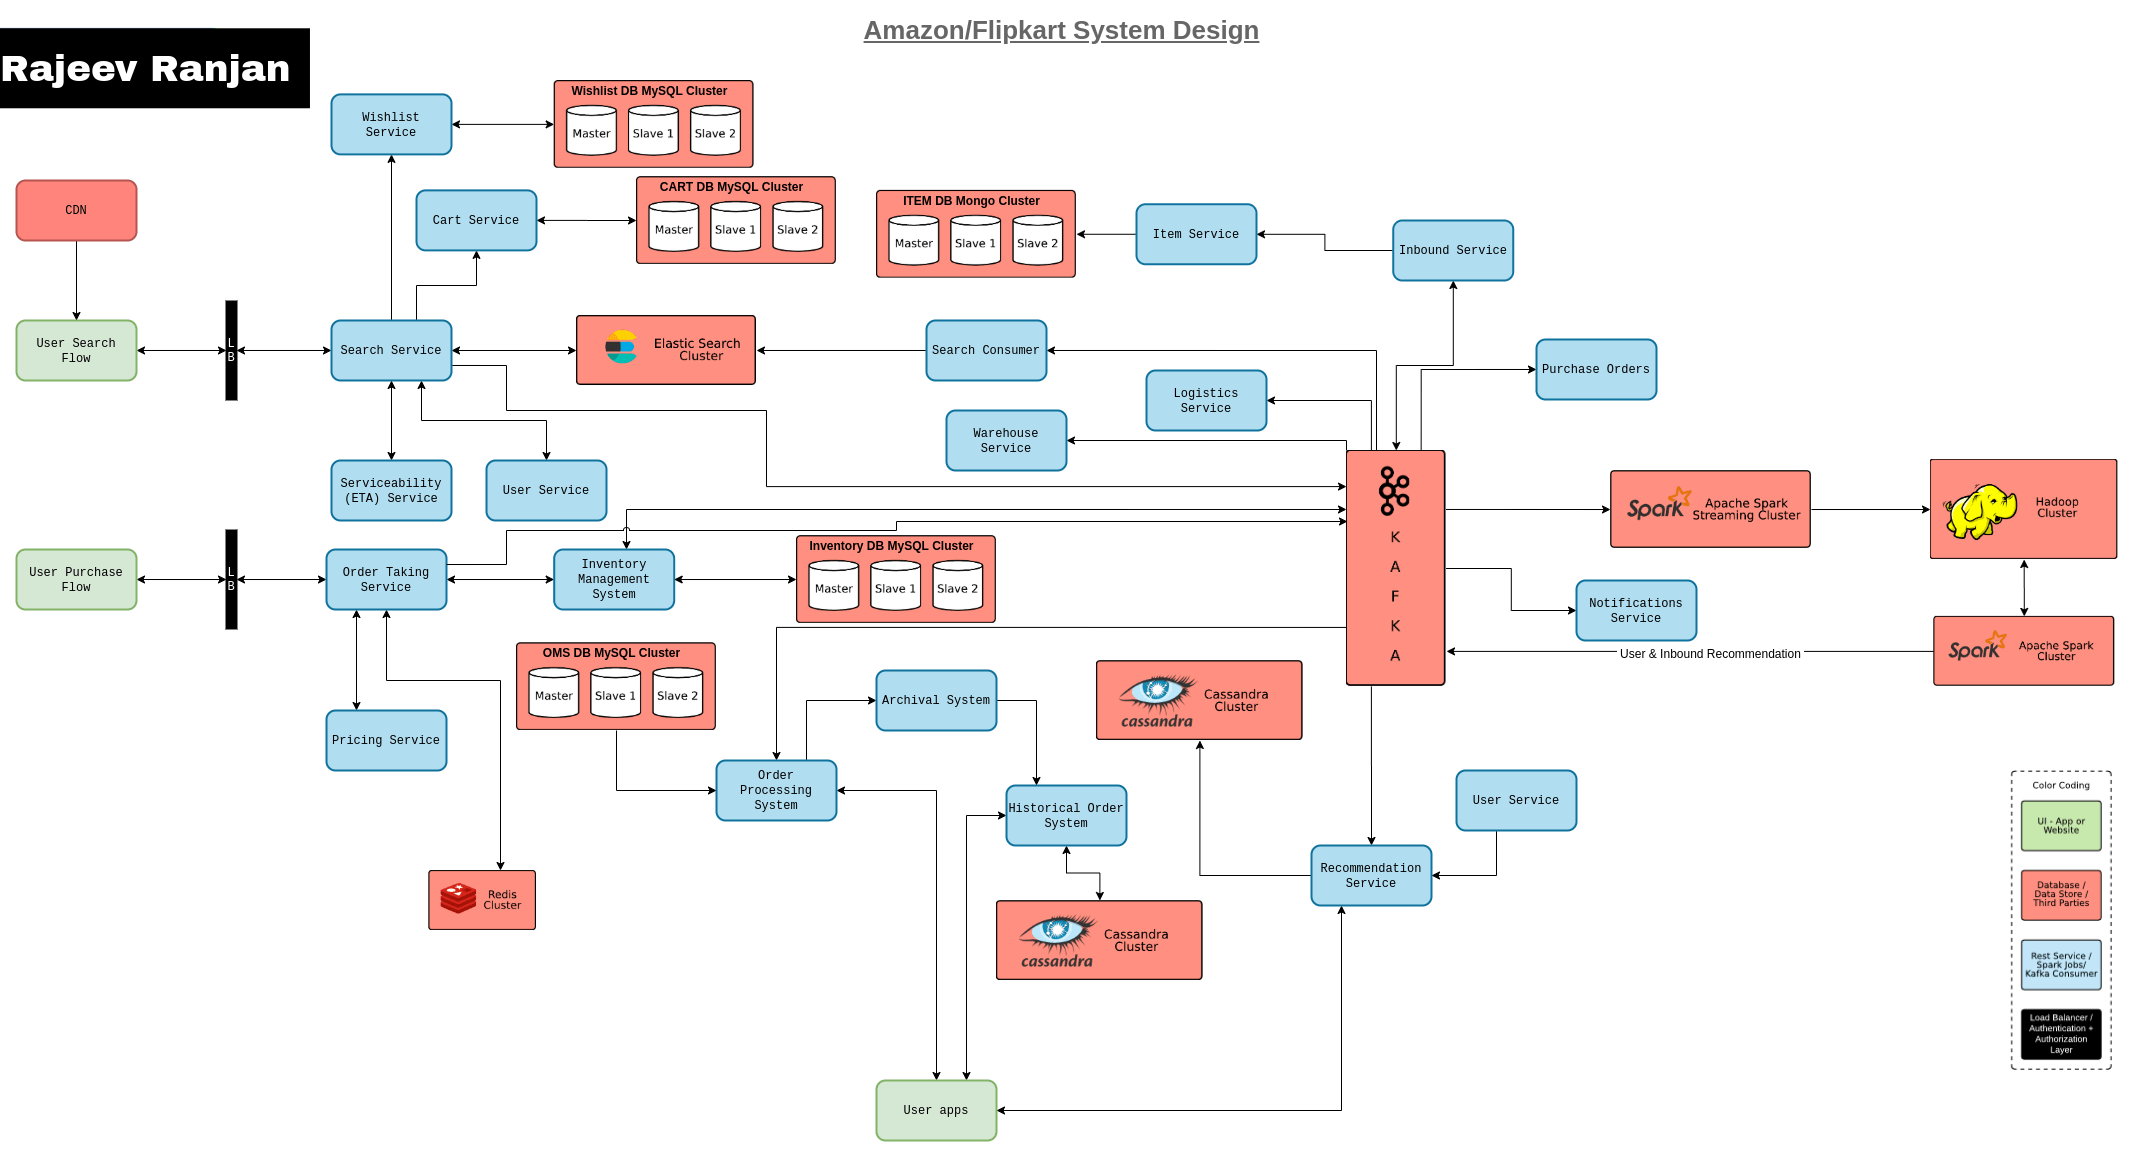 Amazon/Flipkart System Design
Rajeev Ranjan
Wishlist
Service
Wishlist DB MySQL Cluster
Master
Slave 1
Slave 2
CDN
Cart Service
CART DB MySQL Cluster
Master
Slave 1
Slave 2
ITEM DB Mongo Cluster
Master
Slave 1
Slave 2
Item Service
Inbound Service
User Search
Flow
L
B
Search Service
Elastic Search
Cluster
Search Consumer
Logistics
Service
Purchase Orders
Warehouse
Service
Serviceability
(ETA) Service
User Service
K
A
F
K
A
Spark
Apache Spark
Streaming Cluster
Hadoop
Cluster
User Purchase
Flow
L
B
Order Taking
Service
Inventory
Management
System
Inventory DB MySQL Cluster
Master
Slave 1
Slave 2
Notifications
Service
User & Inbound Recommendation
Spark
Apache Spark
Cluster
OMS DB MySQL Cluster
Master
Slave 1
Slave 2
Archival System
cassandra
Cassandra
Cluster
Pricing Service
Order
Processing
System
Historical Order
System
User Service
Recommendation
Service
Redis
Cluster
cassandra
Cassandra
Cluster
User apps
Color Coding
UI - App or
Website
Database /
Data Store /
Third Parties
Rest Service /
Spark Jobs/
Kafka Consumer
Load Balancer /
Authentication +
Authorization
Layer